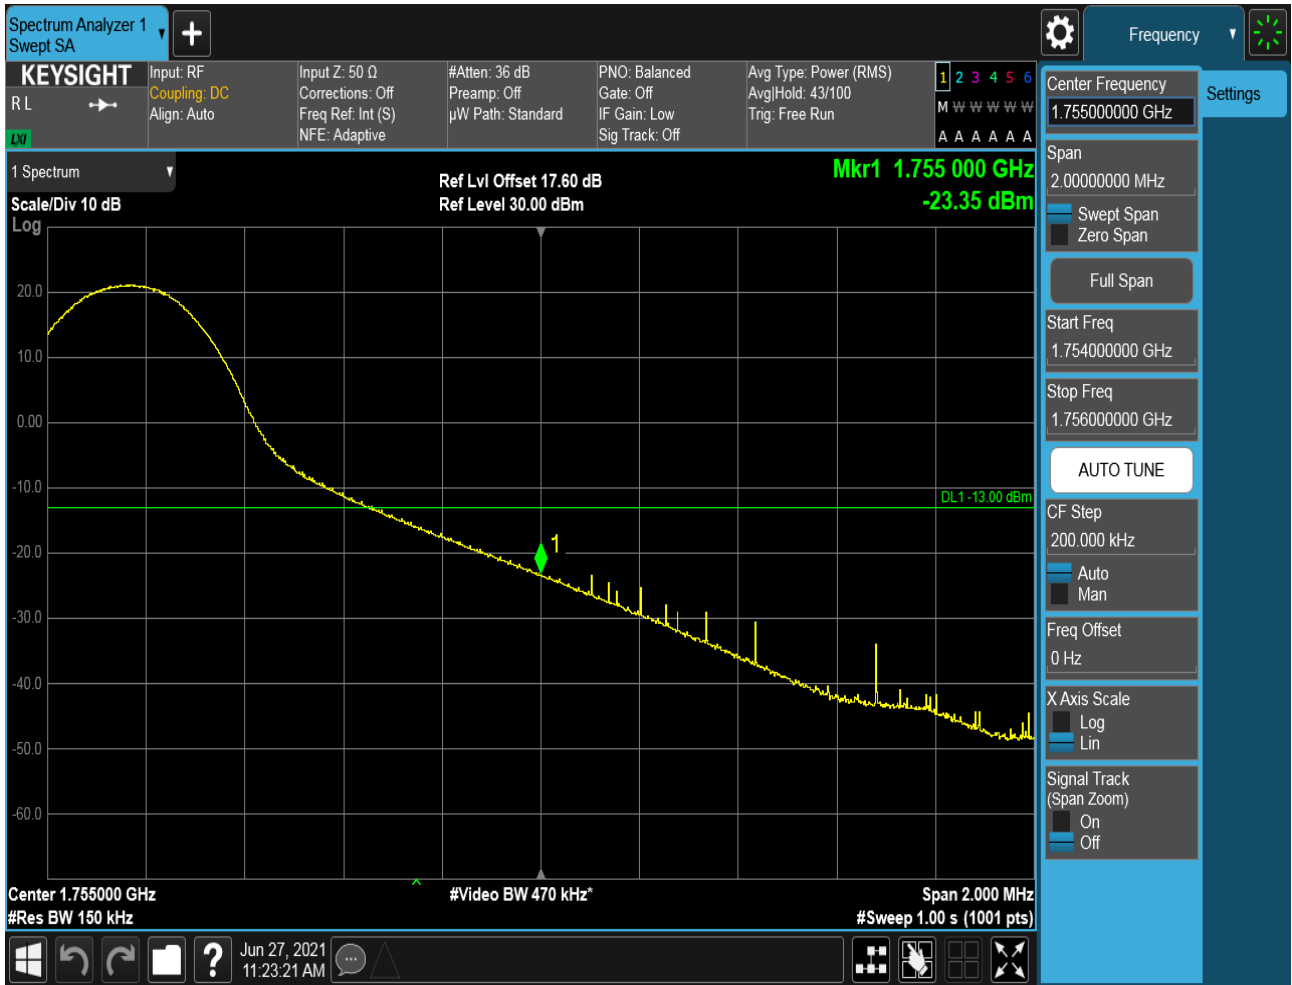 Spectrum Analyzer 1
Swept SA
Frequency
KEYSIGHT
R L
LXI
Input: RF
Coupling: DC
Align: Auto
Input Z: 50 Ω
Corrections: Off
Freq Ref: Int (S)
NFE: Adaptive
#Atten: 36 dB
Preamp: Off
µW Path: Standard
PNO: Balanced
Gate: Off
IF Gain: Low
Sig Track: Off
Avg Type: Power (RMS)
Avg|Hold: 43/100
Trig: Free Run
1 2 3 4 5 6
M W W W W W
A A A A A A
1 Spectrum
Scale/Div 10 dB
Log
Ref Lvl Offset 17.60 dB
Ref Level 30.00 dBm
Mkr1 1.755 000 GHz
-23.35 dBm
20.0
10.0
0.00
-10.0
-20.0
-30.0
-40.0
-50.0
-60.0
DL1 -13.00 dBm
1
Center 1.755000 GHz
#Video BW 470 kHz*
Span 2.000 MHz
#Res BW 150 kHz
#Sweep 1.00 s (1001 pts)
Jun 27, 2021
11:23:21 AM
?
Center Frequency
1.755000000 GHz
Settings
Span
2.00000000 MHz
Swept Span
Zero Span
Full Span
Start Freq
1.754000000 GHz
Stop Freq
1.756000000 GHz
AUTO TUNE
CF Step
200.000 kHz
Auto
Man
Freq Offset
0 Hz
X Axis Scale
Log
Lin
Signal Track
(Span Zoom)
On
Off